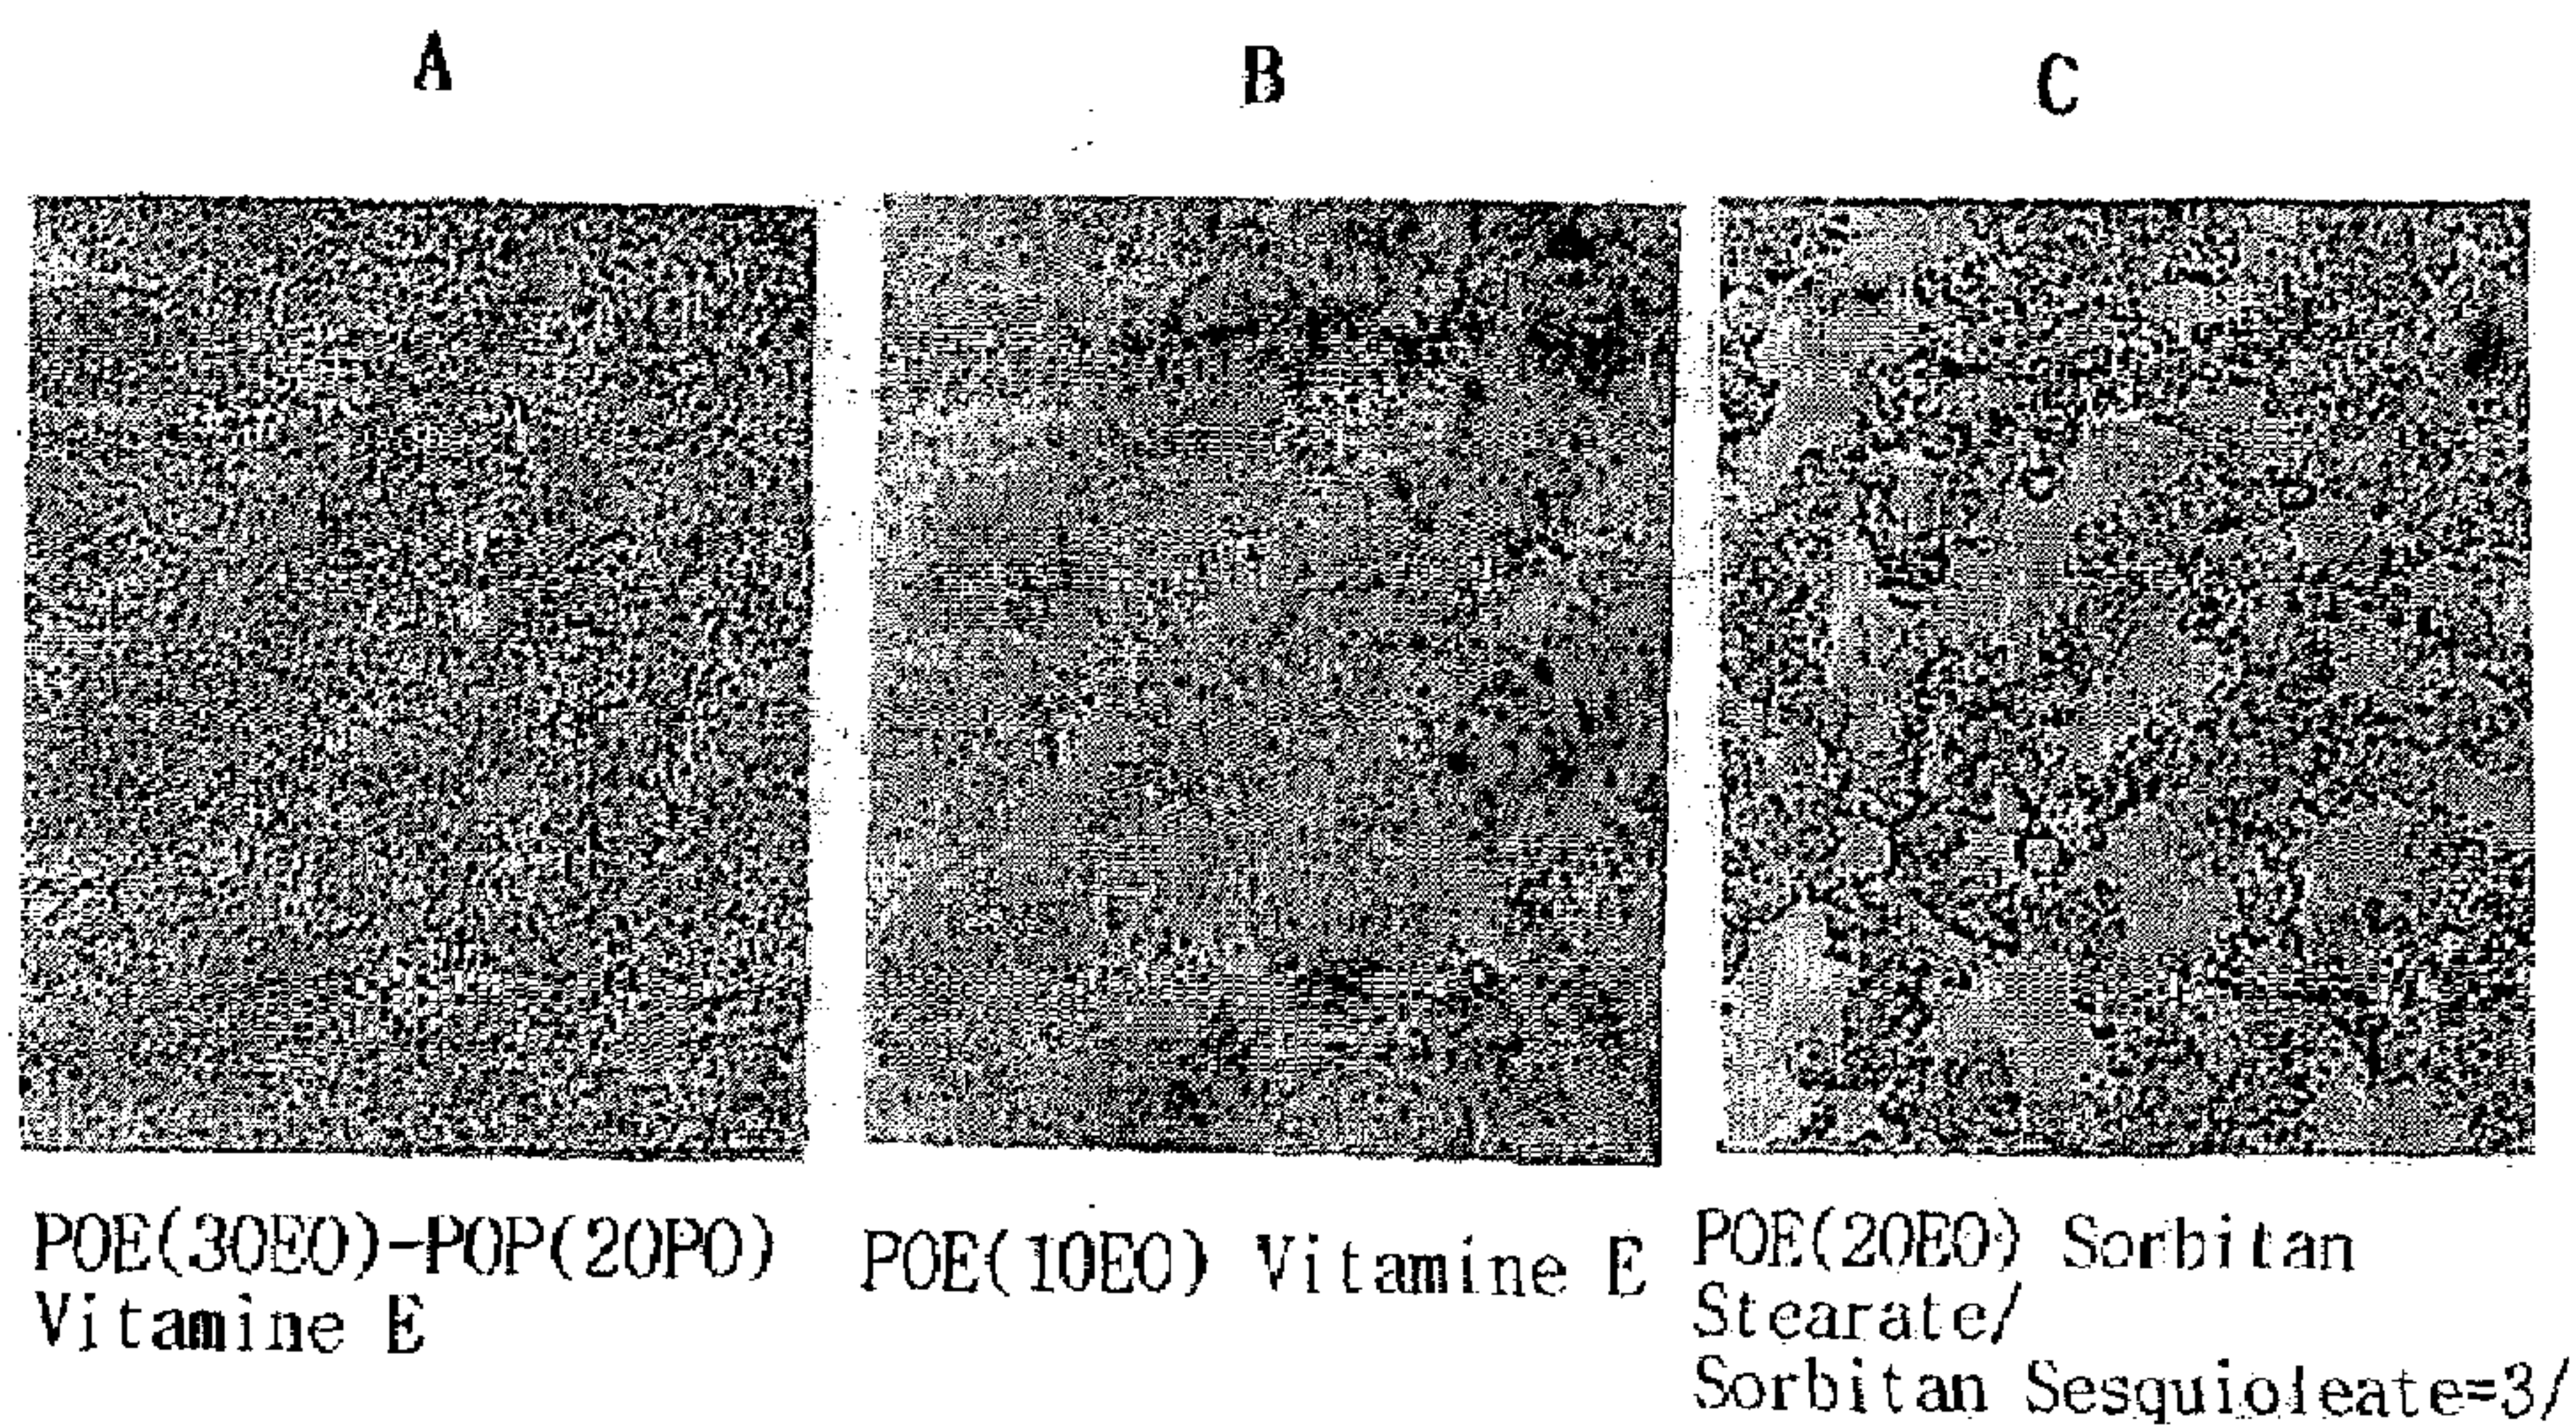 A
B
C
POE(30EO)-POP(20PO)
Vitamine E
POE(10EO) Vitamine E
POE(20EO) Sorbitan
Stearate/
Sorbitan Sesquioleate=3/